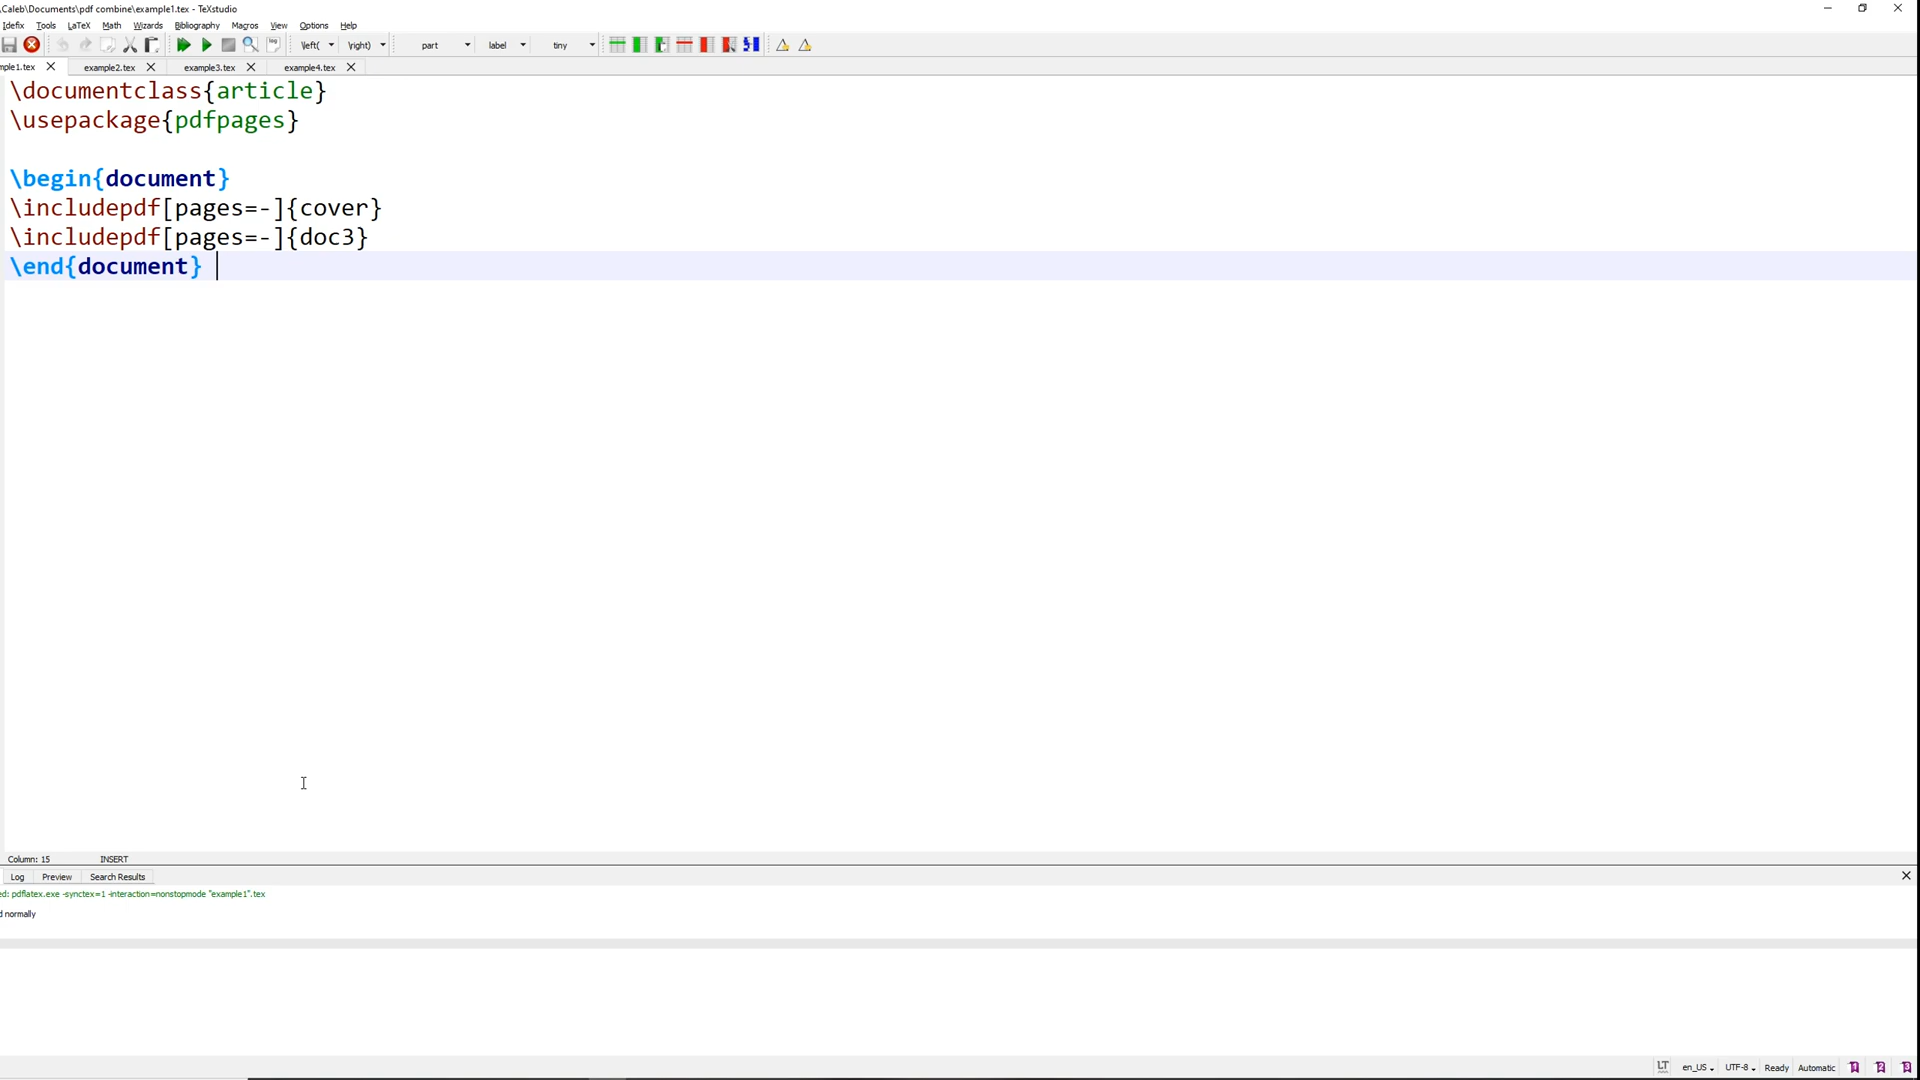 Caleb\Documents\pdf combine\example1.tex - TeXstudio
Idefix Tools LaTeX Math Wizards Bibliography Macros View Options Help
\left( \right) part label tiny
mple1.tex example2.tex example3.tex example4.tex
\documentclass{article}
\usepackage{pdfpages}
\begin{document}
\includepdf[pages=-]{cover}
\includepdf[pages=-]{doc3}
\end{document}
Column: 15 INSERT
Log Preview Search Results
ed: pdflatex.exe -synctex=1 -interaction=nonstopmode "example1".tex
d normally
LT en_US UTF-8 Ready Automatic